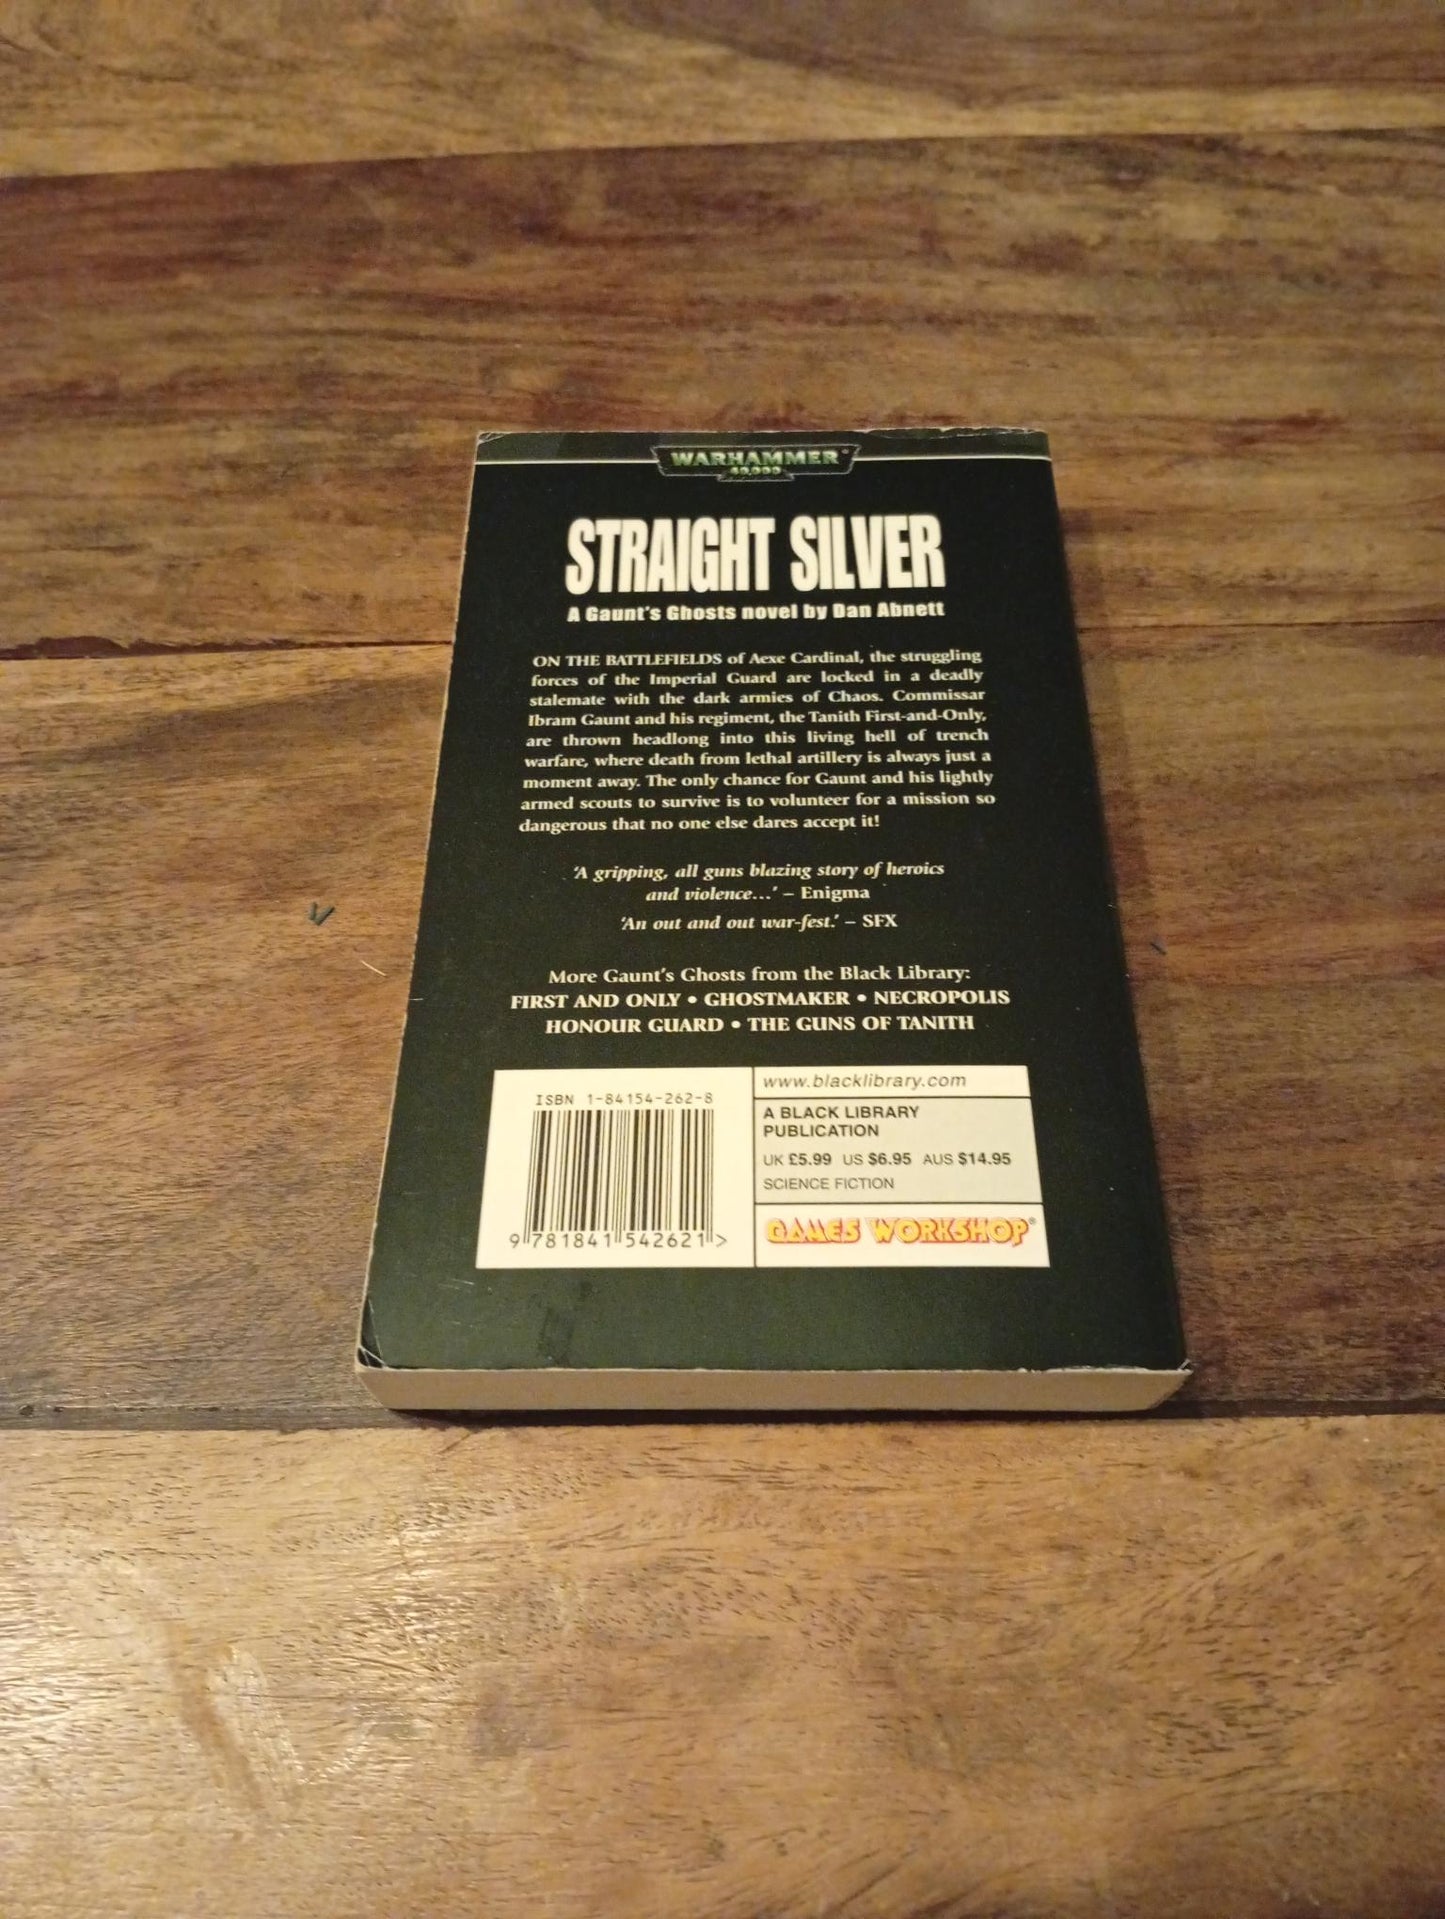 WARHAMMER®
40,000
STRAIGHT SILVER
A Gaunt's Ghosts novel by Dan Abnett
ON THE BATTLEFIELDS of Aexe Cardinal, the struggling
forces of the Imperial Guard are locked in a deadly
stalemate with the dark armies of Chaos. Commissar
Ibram Gaunt and his regiment, the Tanith First-and-Only,
are thrown headlong into this living hell of trench
warfare, where death from lethal artillery is always just a
moment away. The only chance for Gaunt and his lightly
armed scouts to survive is to volunteer for a mission so
dangerous that no one else dares accept it!
'A gripping, all guns blazing story of heroics
and violence...' – Enigma
'An out and out war-fest.' – SFX
More Gaunt's Ghosts from the Black Library:
FIRST AND ONLY • GHOSTMAKER • NECROPOLIS
HONOUR GUARD • THE GUNS OF TANITH
ISBN 1-84154-262-8
9 781841 542621 >
www.blacklibrary.com
A BLACK LIBRARY
PUBLICATION
UK £5.99 US $6.95 AUS $14.95
SCIENCE FICTION
GAMES WORKSHOP®